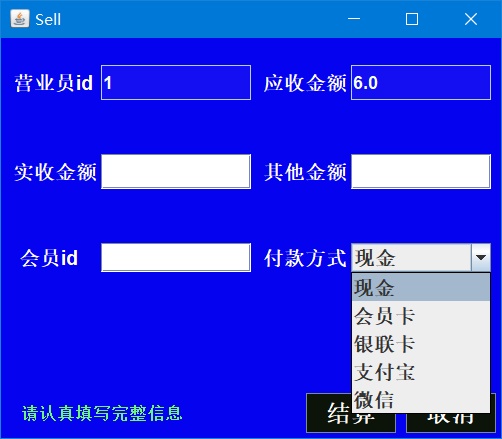 Sell
营业员id 1 应收金额 6.0
实收金额 其他金额
会员id 付款方式 现金
现金
会员卡
银联卡
支付宝
微信
请认真填写完整信息 结算 取消